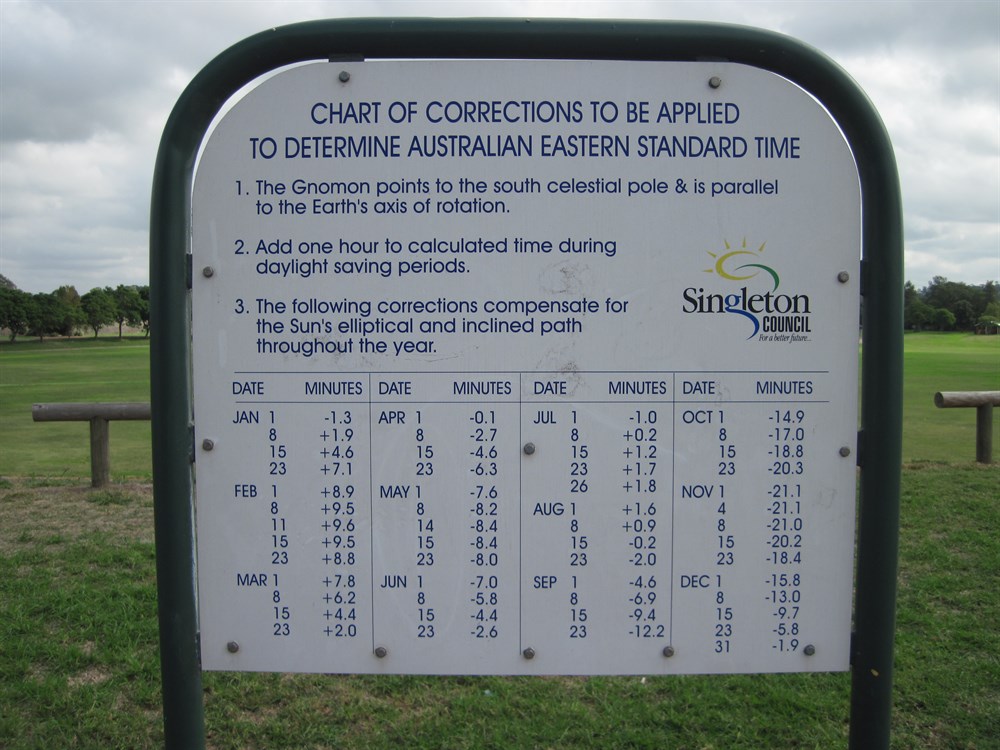 CHART OF CORRECTIONS TO BE APPLIED
TO DETERMINE AUSTRALIAN EASTERN STANDARD TIME
1. The Gnomon points to the south celestial pole & is parallel
to the Earth's axis of rotation.
2. Add one hour to calculated time during
daylight saving periods.
3. The following corrections compensate for
the Sun's elliptical and inclined path
throughout the year.
Singleton
COUNCIL
For a better future...
DATE MINUTES
JAN 1 -1.3
8 +1.9
15 +4.6
23 +7.1
FEB 1 +8.9
8 +9.5
11 +9.6
15 +9.5
23 +8.8
MAR 1 +7.8
8 +6.2
15 +4.4
23 +2.0
DATE MINUTES
APR 1 -0.1
8 -2.7
15 -4.6
23 -6.3
MAY 1 -7.6
8 -8.2
14 -8.4
15 -8.4
23 -8.0
JUN 1 -7.0
8 -5.8
15 -4.4
23 -2.6
DATE MINUTES
JUL 1 -1.0
8 +0.2
15 +1.2
23 +1.7
26 +1.8
AUG 1 +1.6
8 +0.9
15 -0.2
23 -2.0
SEP 1 -4.6
8 -6.9
15 -9.4
23 -12.2
DATE MINUTES
OCT 1 -14.9
8 -17.0
15 -18.8
23 -20.3
NOV 1 -21.1
4 -21.1
8 -21.0
15 -20.2
23 -18.4
DEC 1 -15.8
8 -13.0
15 -9.7
23 -5.8
31 -1.9